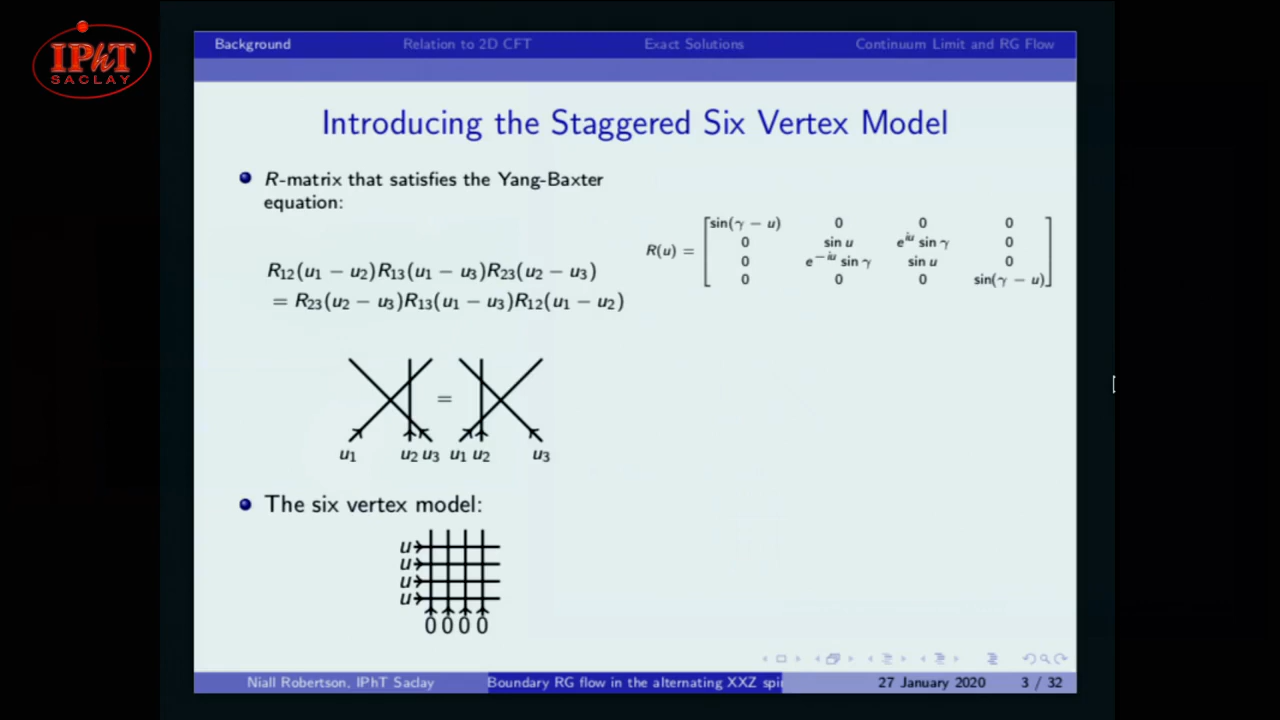 IPhT
SACLAY
Background Relation to 2D CFT Exact Solutions Continuum Limit and RG Flow
Introducing the Staggered Six Vertex Model
R-matrix that satisfies the Yang-Baxter
equation:
R(u) =
sin(γ − u) 0 0 0
0 sin u e^{iu} sin γ 0
0 e^{−iu} sin γ sin u 0
0 0 0 sin(γ − u)
R₁₂(u₁ − u₂)R₁₃(u₁ − u₃)R₂₃(u₂ − u₃)
= R₂₃(u₂ − u₃)R₁₃(u₁ − u₃)R₁₂(u₁ − u₂)
=
u₁ u₂ u₃ u₁ u₂ u₃
The six vertex model:
u
u
u
u
0 0 0 0
Niall Robertson, IPhT Saclay Boundary RG flow in the alternating XXZ spi 27 January 2020 3 / 32